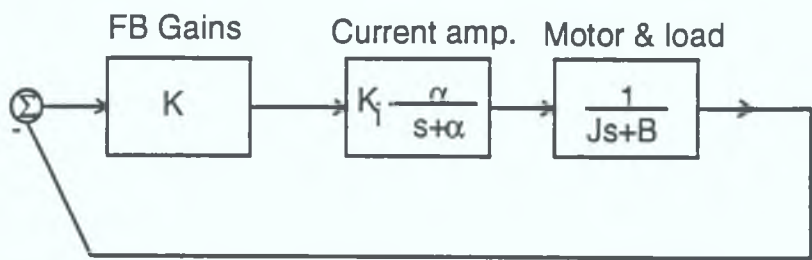 FB Gains
Current amp.
Motor & load
Σ
-
K
K_i α
s+α
1
Js+B